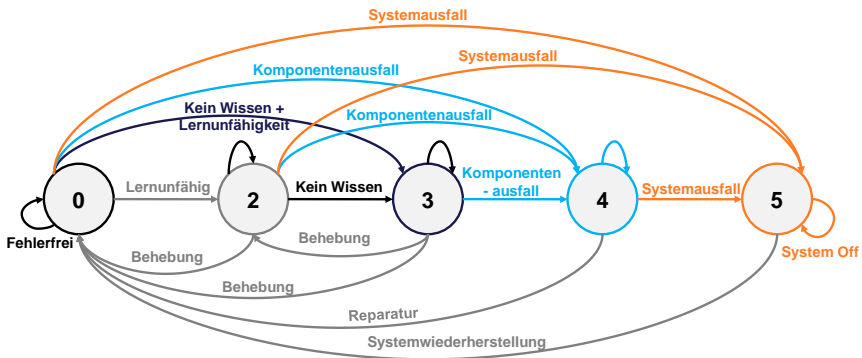 Systemausfall
Systemausfall
Komponentenausfall
Kein Wissen +
Lernunfähigkeit
Komponentenausfall
Lernunfähig
Kein Wissen
Komponenten
- ausfall
Systemausfall
0
2
3
4
5
Fehlerfrei
Behebung
Behebung
System Off
Behebung
Reparatur
Systemwiederherstellung